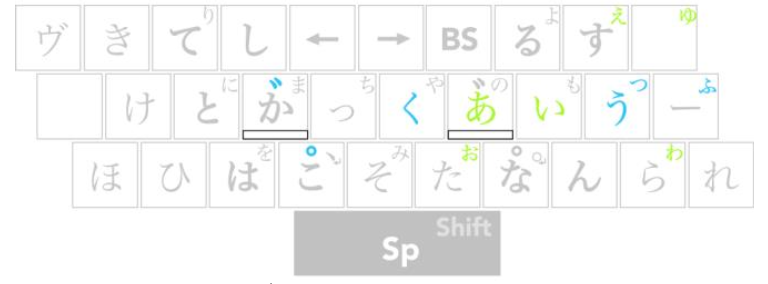 ヴ き て り し ← → BS る よ す え ゆ
け と に か ゛ ま っ ち く や あ ゛ の い も う つ ー ふ
ほ ひ は を こ ゜ 、 そ み た お な ゜ 。 ん ら わ れ
Sp Shift